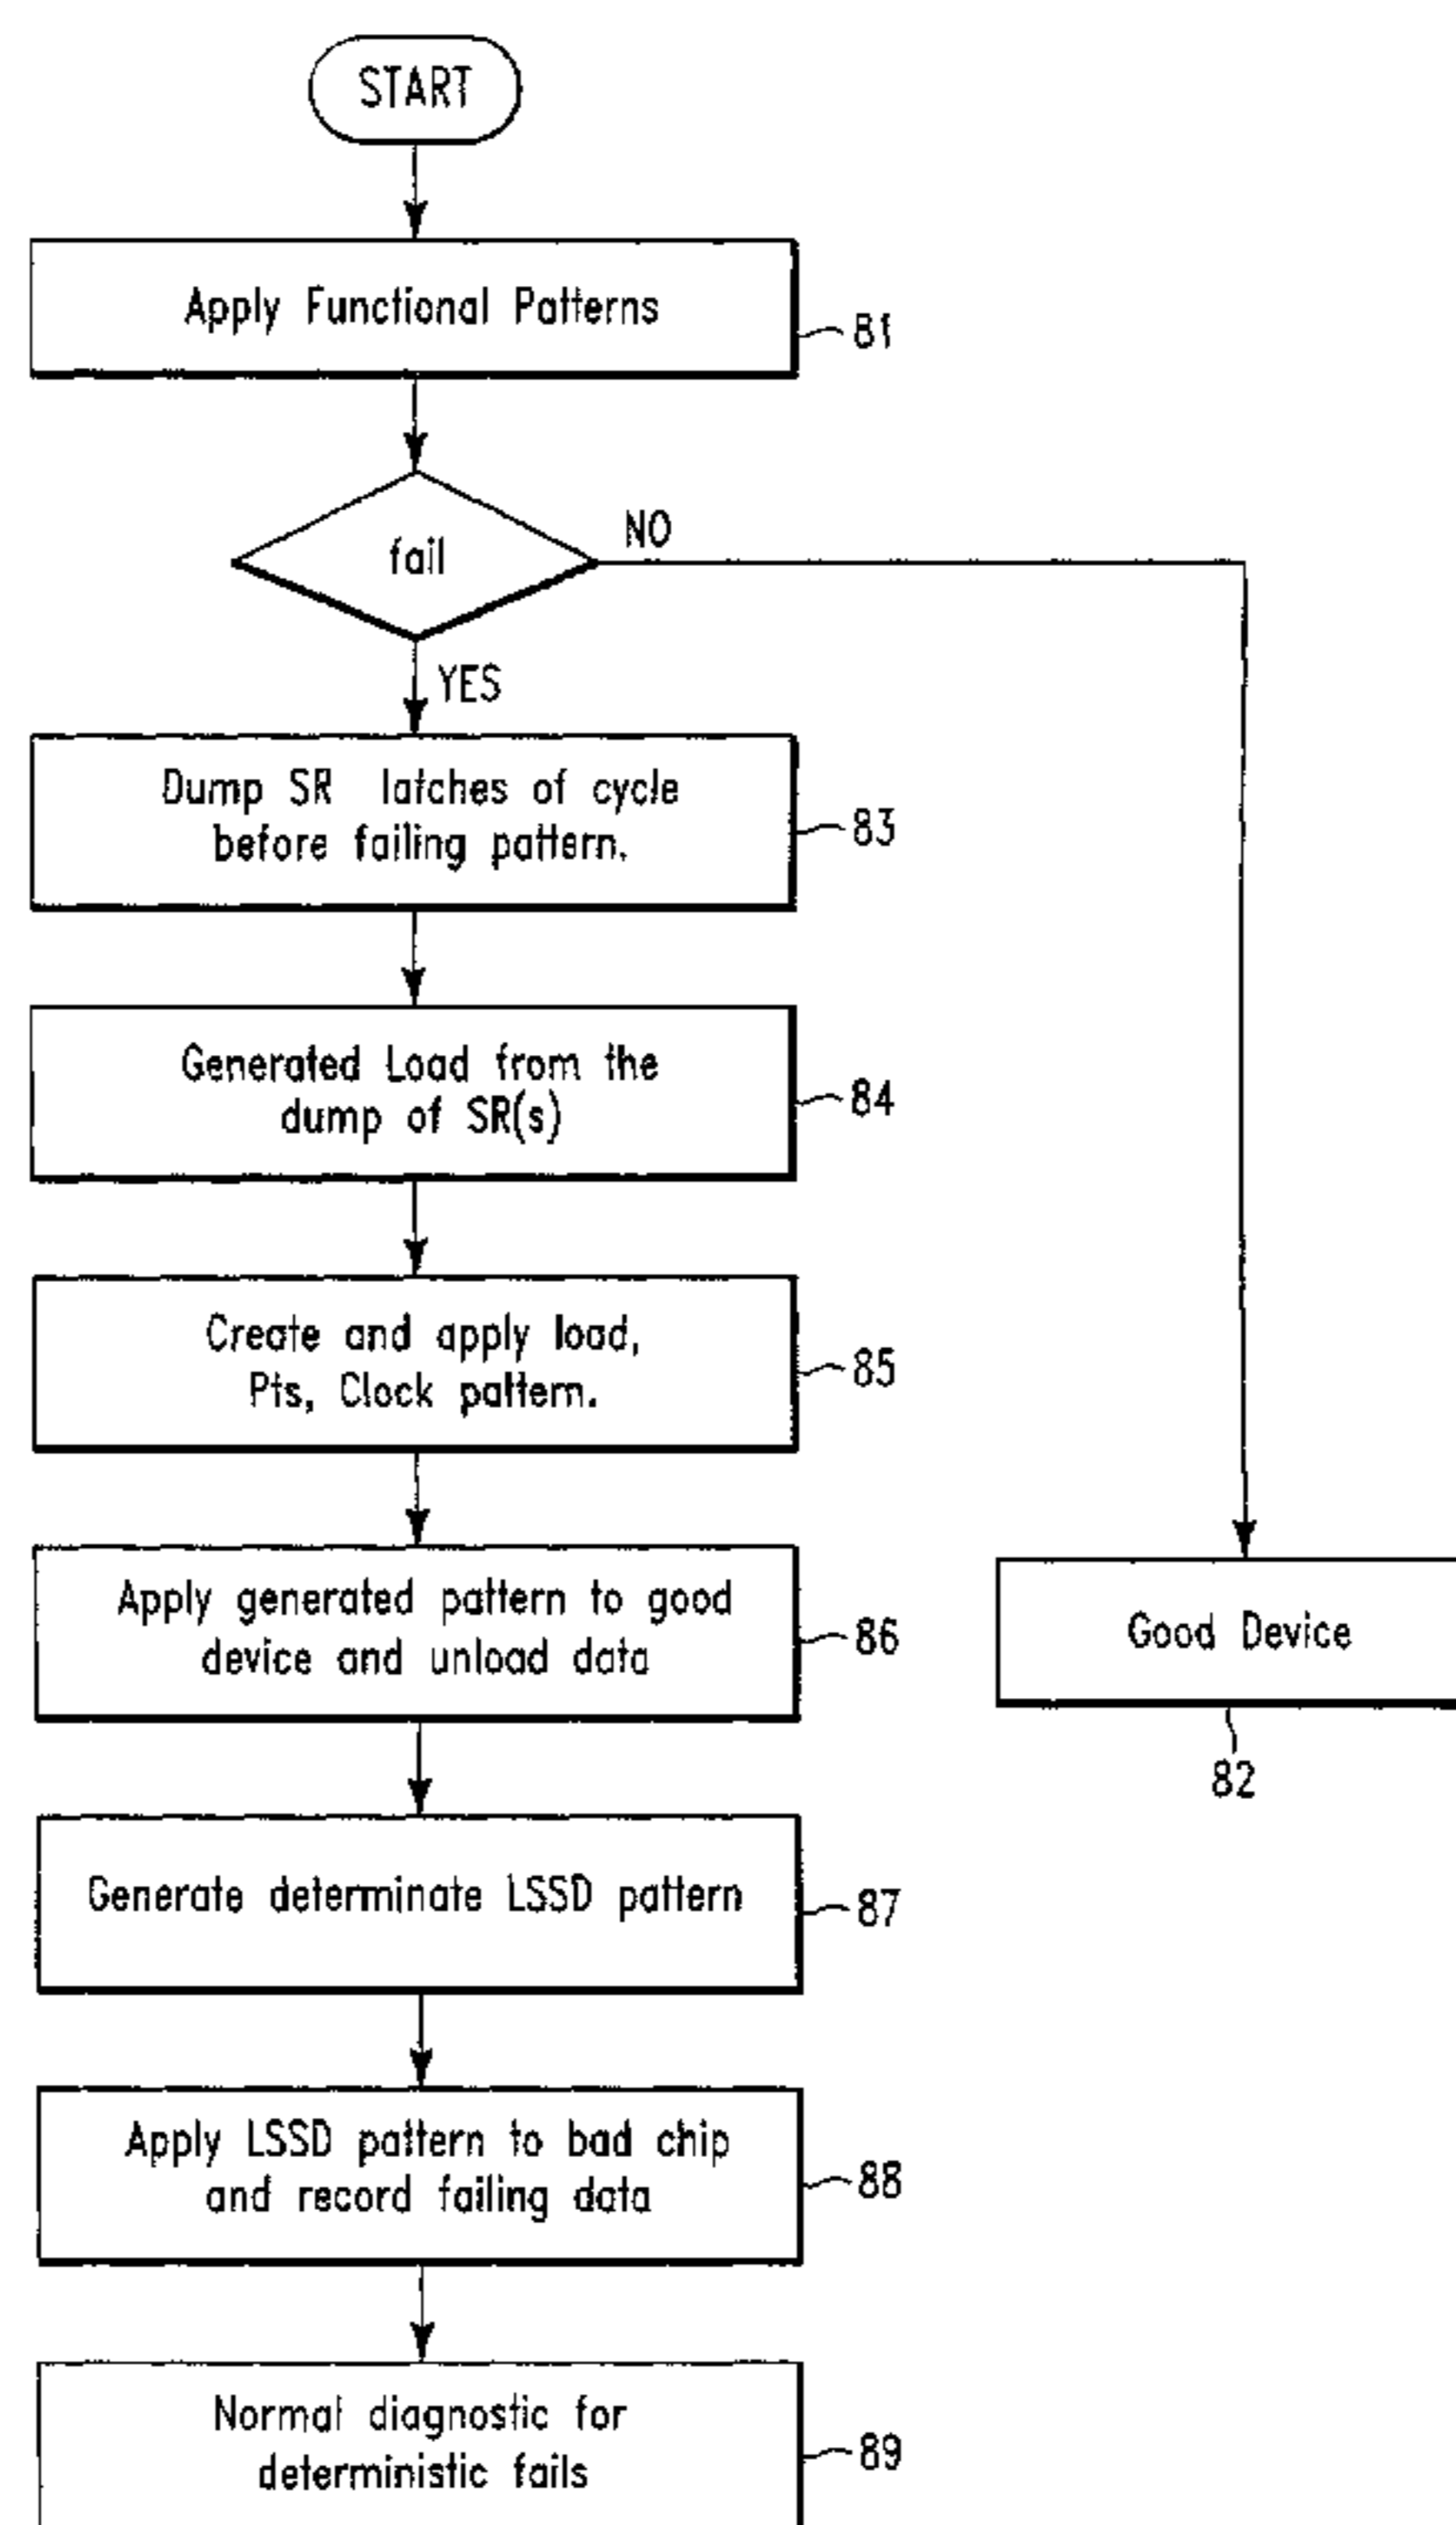 START
Apply Functional Patterns
81
fail
NO
YES
Dump SR latches of cycle
before failing pattern.
83
Generated Load from the
dump of SR(s)
84
Create and apply load,
PIs, Clock pattern.
85
Apply generated pattern to good
device and unload data
86
Good Device
82
Generate determinate LSSD pattern
87
Apply LSSD pattern to bad chip
and record failing data
88
Normal diagnostic for
deterministic fails
89